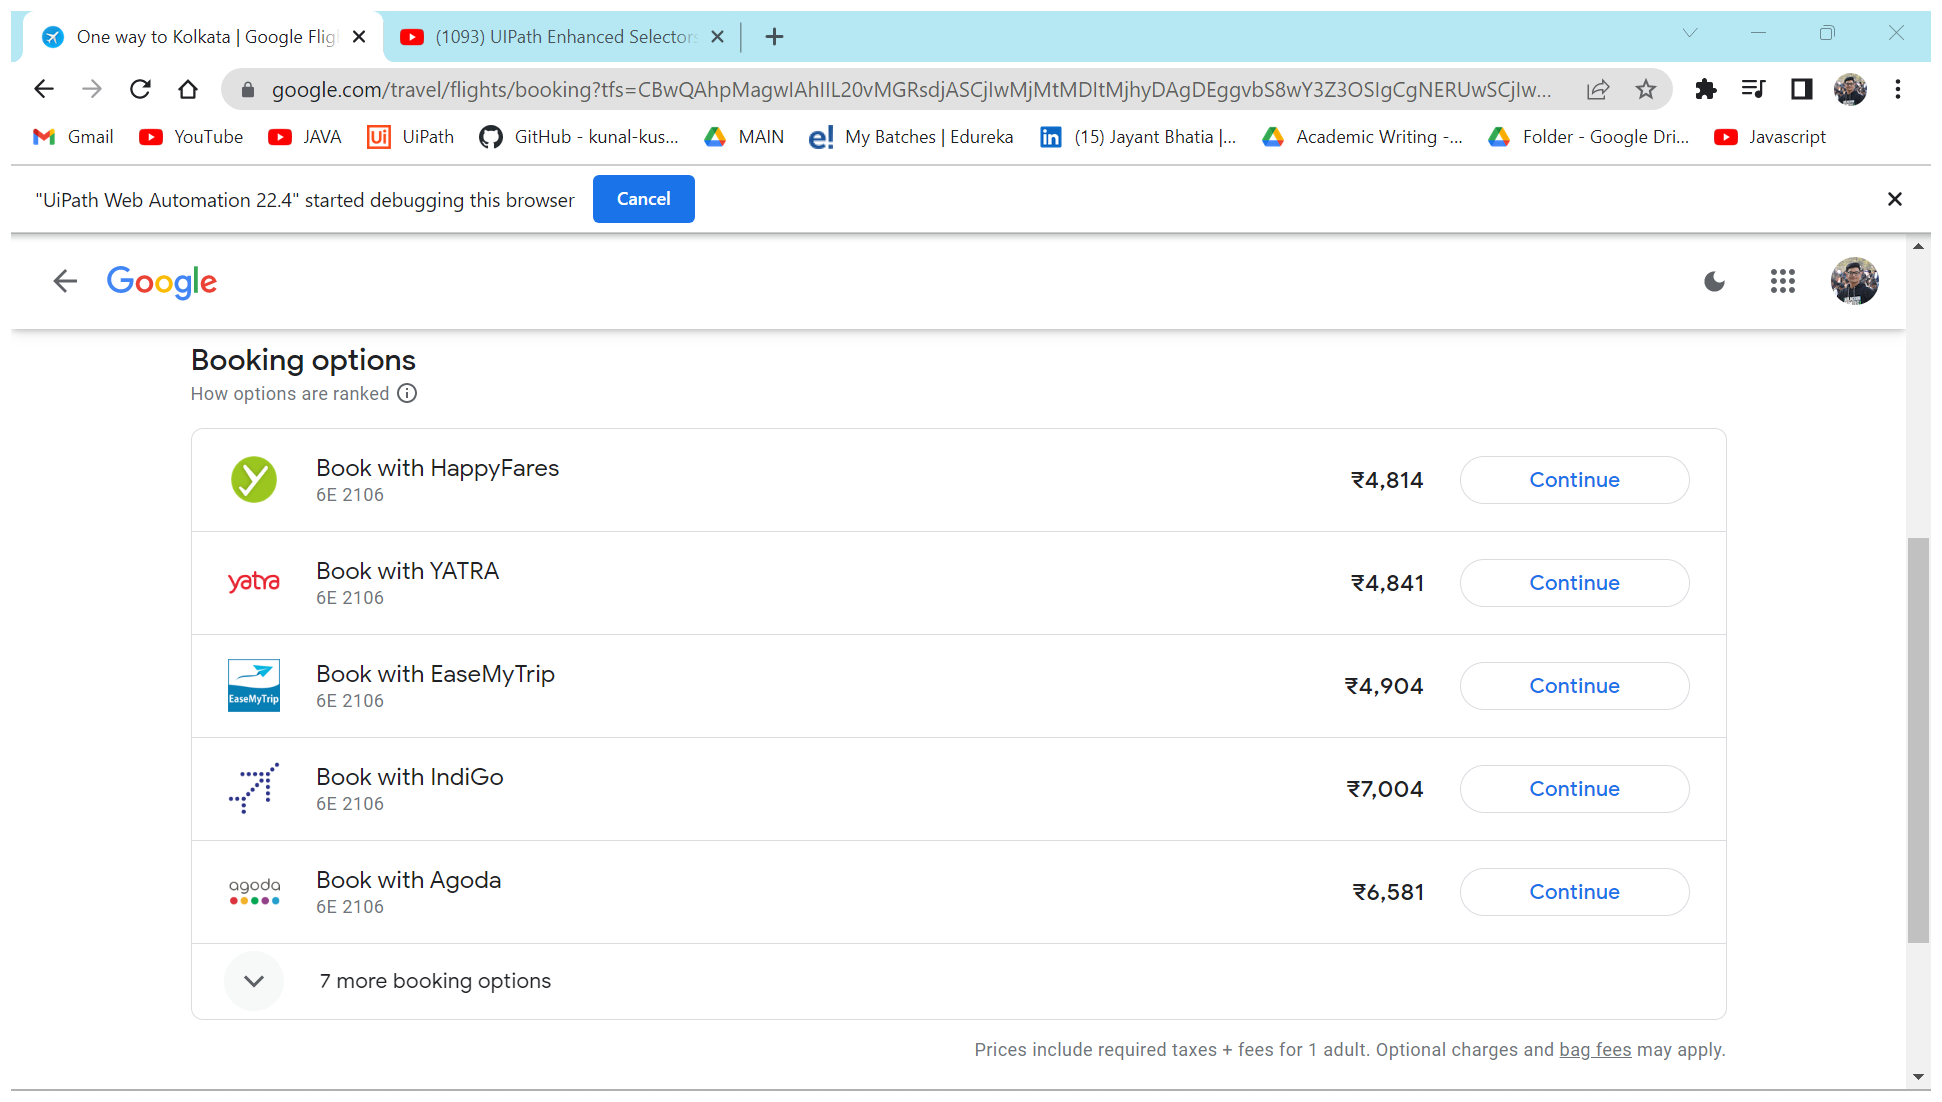 One way to Kolkata | Google Flig
(1093) UIPath Enhanced Selectors
google.com/travel/flights/booking?tfs=CBwQAhpMagwIAhIIL20vMGRsdjASCjIwMjMtMDItMjhyDAgDEggvbS8wY3Z3OSIgCgNERUwSCjIw...
Gmail
YouTube
JAVA
Ui
UiPath
GitHub - kunal-kus...
MAIN
e!
My Batches | Edureka
in
(15) Jayant Bhatia |...
Academic Writing -...
Folder - Google Dri...
Javascript
"UiPath Web Automation 22.4" started debugging this browser
Cancel
Google
Booking options
How options are ranked
Book with HappyFares
6E 2106
₹4,814
Continue
yatra
Book with YATRA
6E 2106
₹4,841
Continue
EaseMyTrip
Book with EaseMyTrip
6E 2106
₹4,904
Continue
Book with IndiGo
6E 2106
₹7,004
Continue
agoda
Book with Agoda
6E 2106
₹6,581
Continue
7 more booking options
Prices include required taxes + fees for 1 adult. Optional charges and bag fees may apply.